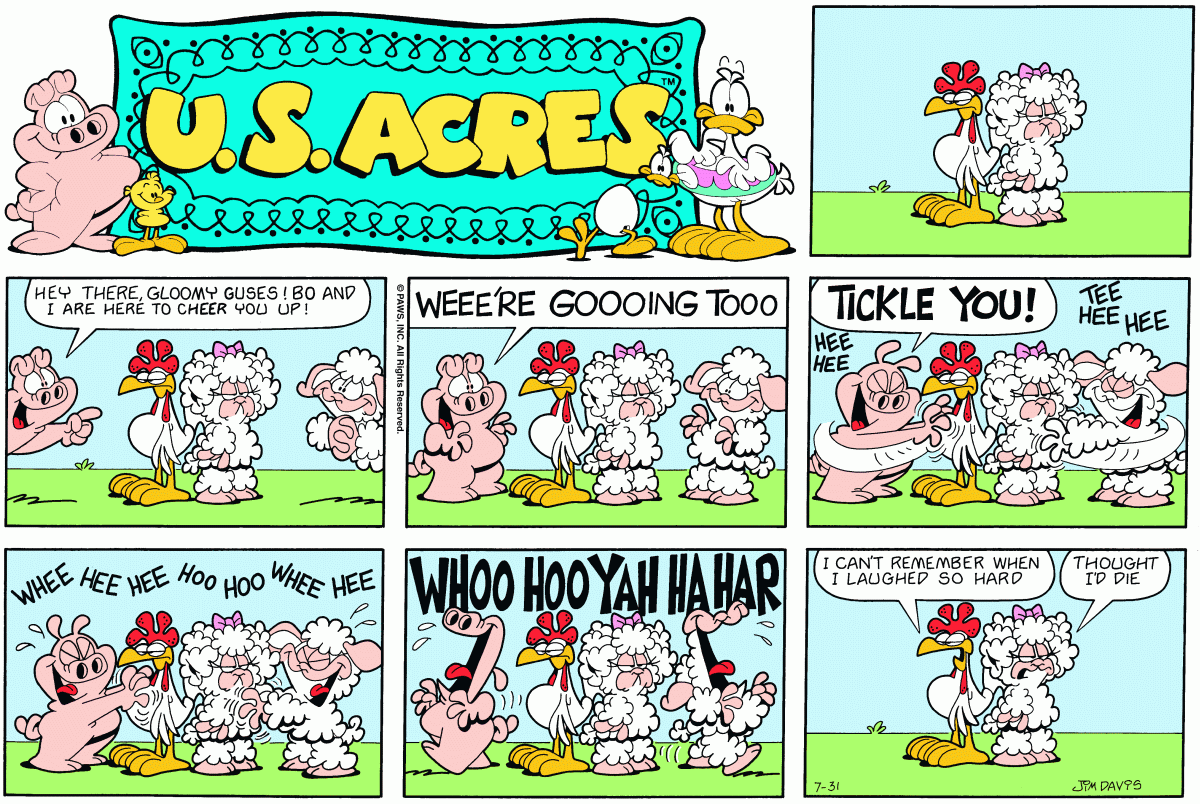 U.S. ACRES
TM
HEY THERE, GLOOMY GUSES! BO AND
I ARE HERE TO CHEER YOU UP!
© PAWS, INC. All Rights Reserved.
WEEE'RE GOOOING TOOO
TICKLE YOU!
HEE
HEE
TEE
HEE
HEE
WHEE HEE HEE HOO HOO WHEE HEE
WHOO HOO YAH HA HAR
I CAN'T REMEMBER WHEN
I LAUGHED SO HARD
THOUGHT
I'D DIE
7-31
JIM DAVIS